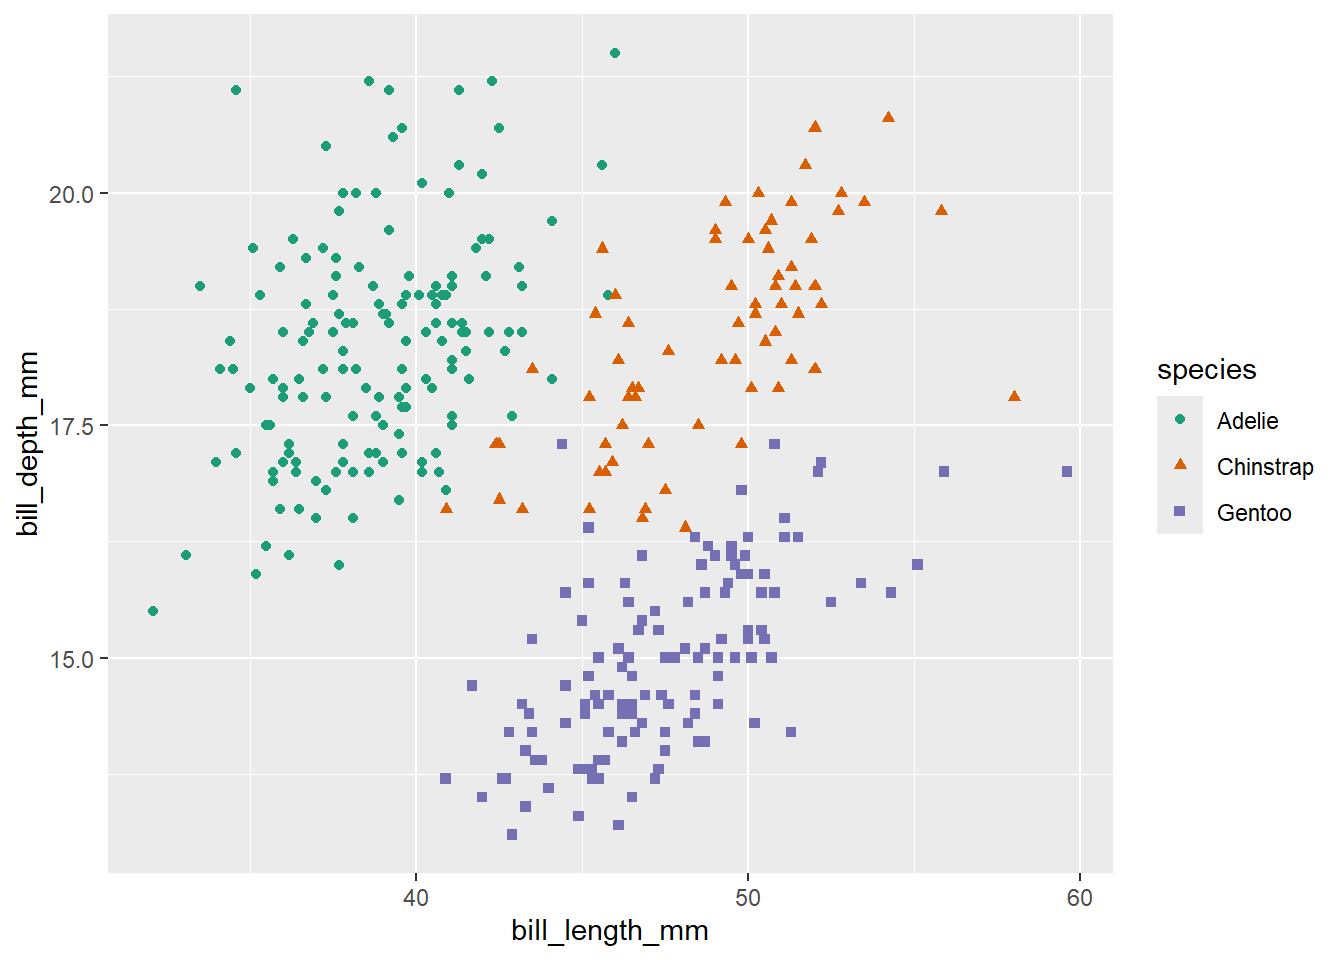 20.0
17.5
15.0
bill_depth_mm
40
50
60
bill_length_mm
species
Adelie
Chinstrap
Gentoo